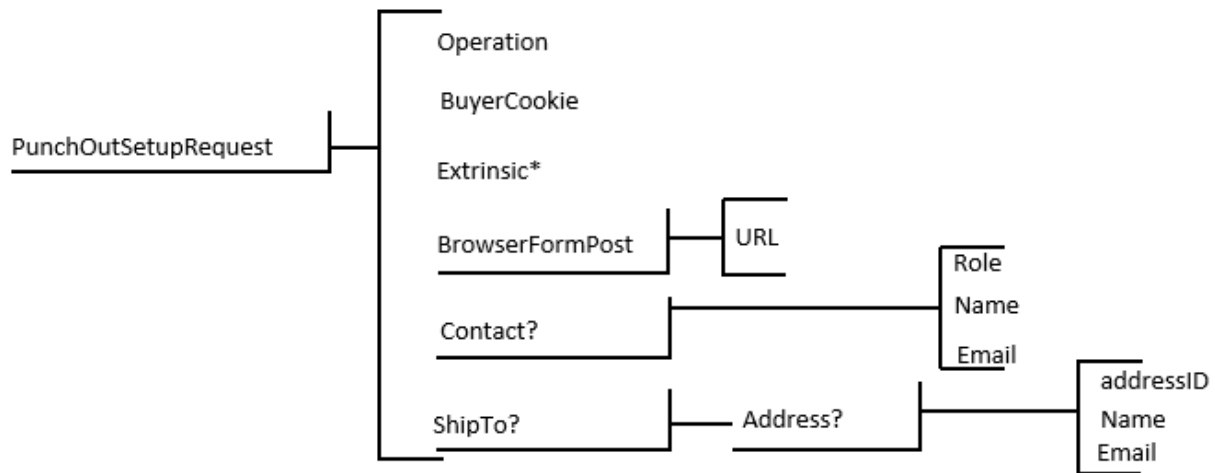 Operation
BuyerCookie
PunchOutSetupRequest
Extrinsic*
BrowserFormPost
URL
Role
Name
Contact?
Email
addressID
ShipTo?
Address?
Name
Email